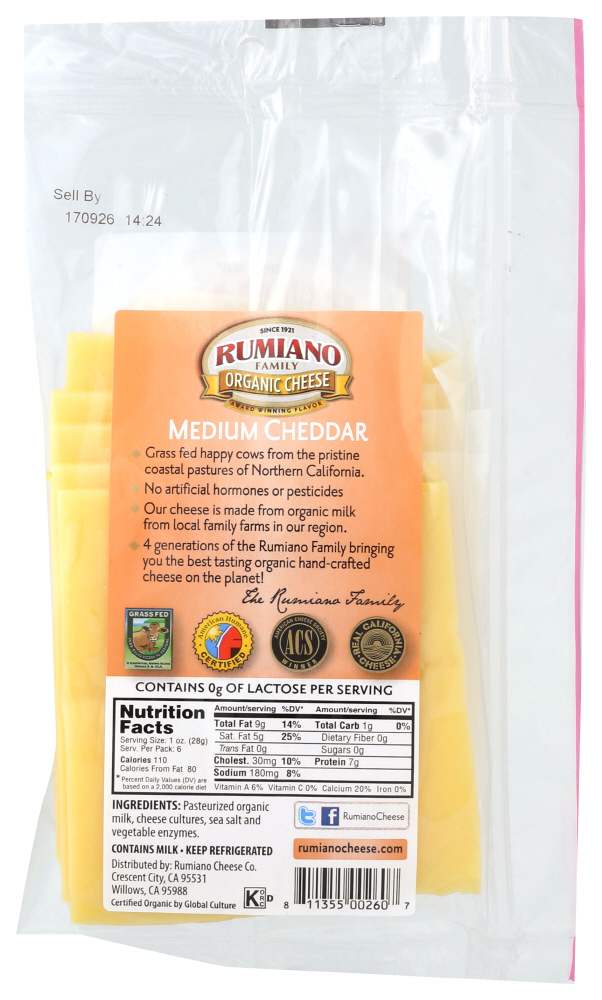 Sell By
170926 14:24
SINCE 1921
RUMIANO
FAMILY
ORGANIC CHEESE
AWARD WINNING FLAVOR
MEDIUM CHEDDAR
Grass fed happy cows from the pristine
coastal pastures of Northern California.
No artificial hormones or pesticides
Our cheese is made from organic milk
from local family farms in our region.
4 generations of the Rumiano Family bringing
you the best tasting organic hand-crafted
cheese on the planet!
The Rumiano Family
GRASS FED
American Humane
CERTIFIED
AMERICAN CHEESE SOCIETY
ACS
WINNER
REAL CALIFORNIA
CHEESE
CONTAINS 0g OF LACTOSE PER SERVING
Nutrition
Facts
Serving Size: 1 oz. (28g)
Serv. Per Pack: 6
Calories 110
Calories From Fat 80
* Percent Daily Values (DV) are
based on a 2,000 calorie diet
Amount/serving %DV* Amount/serving %DV*
Total Fat 9g 14% Total Carb 1g 0%
Sat. Fat 5g 25% Dietary Fiber 0g
Trans Fat 0g Sugars 0g
Cholest. 30mg 10% Protein 7g
Sodium 180mg 8%
Vitamin A 6% Vitamin C 0% Calcium 20% Iron 0%
INGREDIENTS: Pasteurized organic
milk, cheese cultures, sea salt and
vegetable enzymes.
CONTAINS MILK • KEEP REFRIGERATED
Distributed by: Rumiano Cheese Co.
Crescent City, CA 95531
Willows, CA 95988
Certified Organic by Global Culture
K ORC D
RumianoCheese
rumianocheese.com
8 11355 00260 7